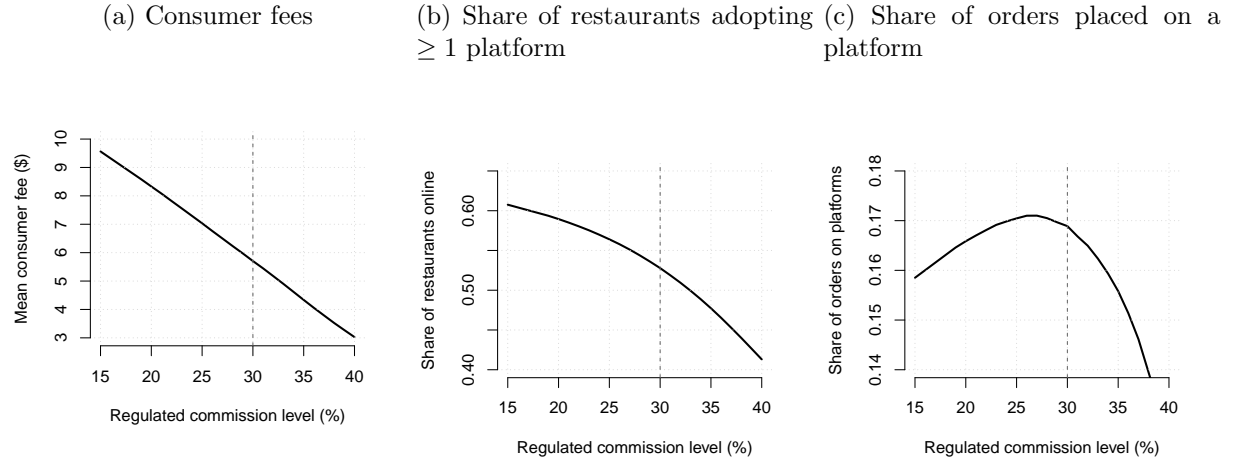 (a) Consumer fees
Mean consumer fee ($)
10
9
8
7
6
5
4
3
15 20 25 30 35 40
Regulated commission level (%)
(b) Share of restaurants adopting
≥ 1 platform
Share of restaurants online
0.60
0.50
0.40
15 20 25 30 35 40
Regulated commission level (%)
(c) Share of orders placed on a
platform
Share of orders on platforms
0.18
0.17
0.16
0.15
0.14
15 20 25 30 35 40
Regulated commission level (%)